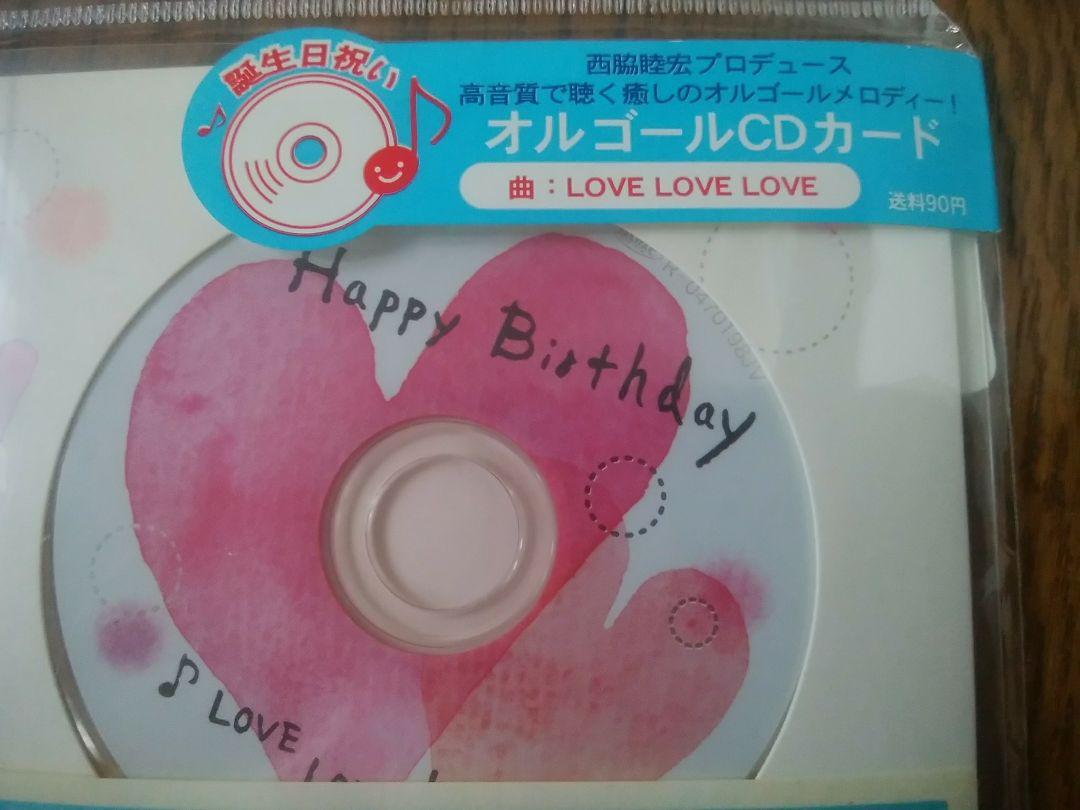 誕生日祝い
西脇睦宏プロデュース
高音質で聴く癒しのオルゴールメロディー!
オルゴールCDカード
曲:LOVE LOVE LOVE
送料90円
Happy Birthday
♪ LOVE